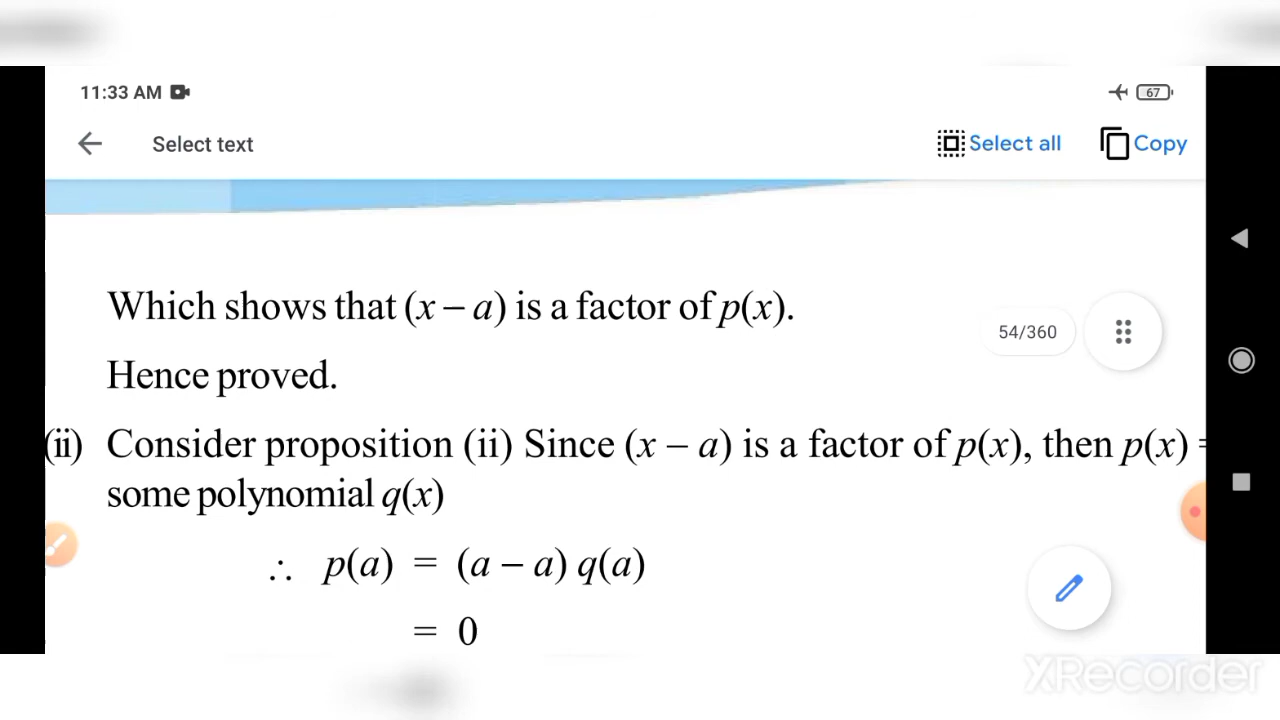 11:33 AM
67
Select text
Select all
Copy
Which shows that (x – a) is a factor of p(x).
54/360
Hence proved.
(ii) Consider proposition (ii) Since (x – a) is a factor of p(x), then p(x) =
some polynomial q(x)
∴ p(a) = (a – a) q(a)
= 0
XRecorder